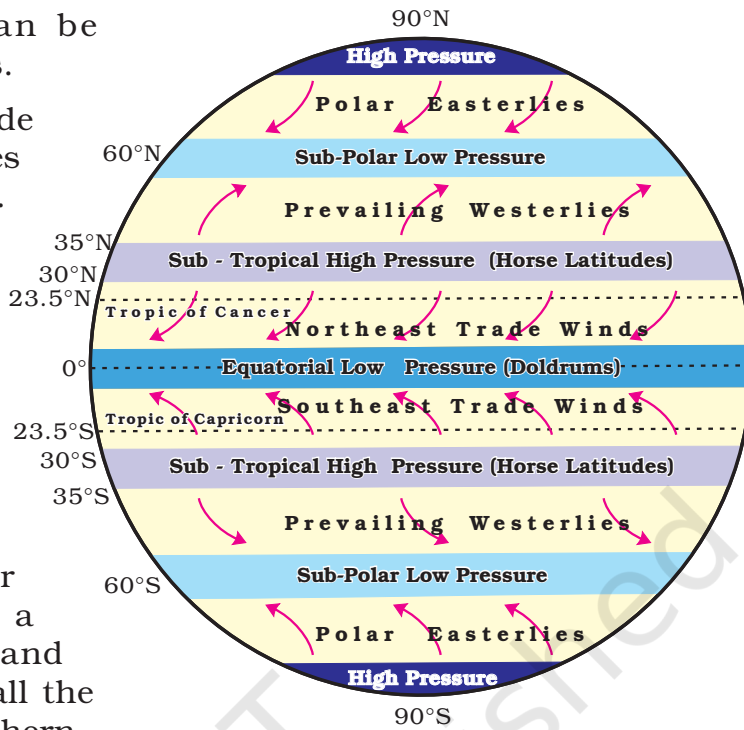 an be
s.
de
es
.
r
a
and
all the
hern
90°N
High Pressure
Polar Easterlies
60°N
Sub-Polar Low Pressure
Prevailing Westerlies
35°N
Sub - Tropical High Pressure (Horse Latitudes)
30°N
23.5°N
Tropic of Cancer
Northeast Trade Winds
0°
Equatorial Low Pressure (Doldrums)
Southeast Trade Winds
Tropic of Capricorn
23.5°S
30°S
Sub - Tropical High Pressure (Horse Latitudes)
35°S
Prevailing Westerlies
60°S
Sub-Polar Low Pressure
Polar Easterlies
High Pressure
90°S
shed